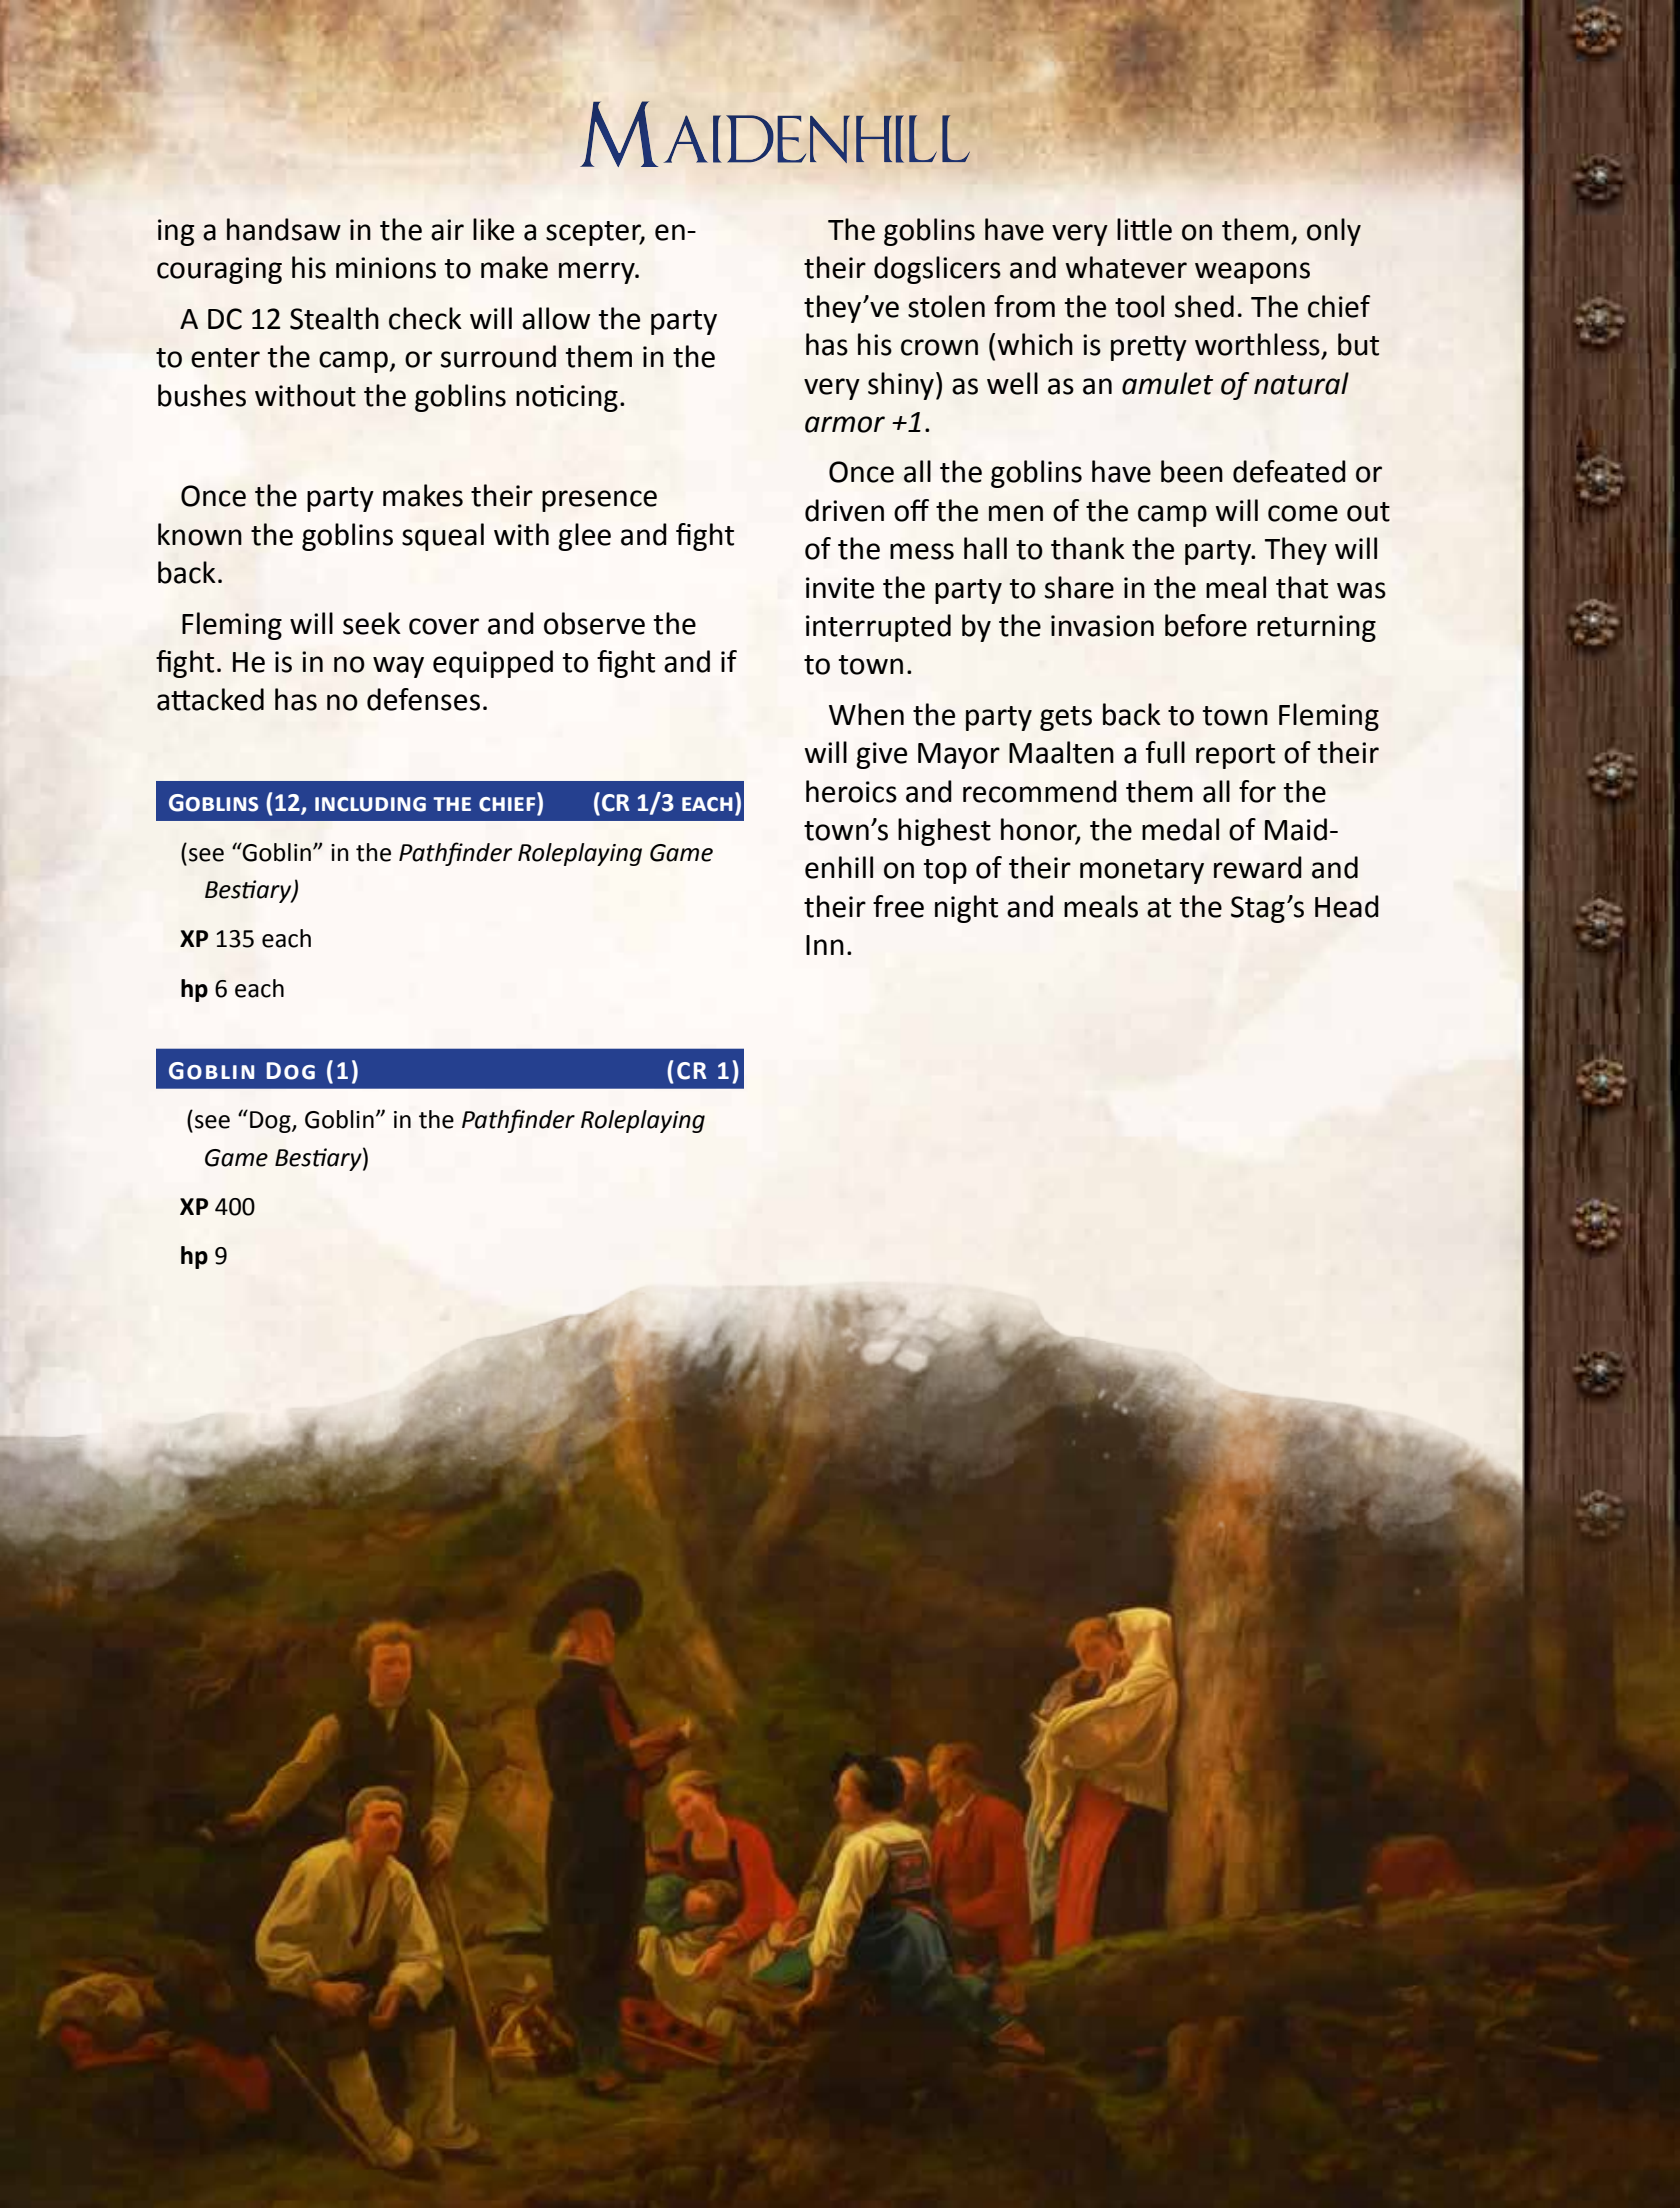 MAIDENHILL
ing a handsaw in the air like a scepter, en-
couraging his minions to make merry.
A DC 12 Stealth check will allow the party
to enter the camp, or surround them in the
bushes without the goblins noticing.
Once the party makes their presence
known the goblins squeal with glee and fight
back.
Fleming will seek cover and observe the
fight. He is in no way equipped to fight and if
attacked has no defenses.
GOBLINS (12, INCLUDING THE CHIEF) (CR 1/3 EACH)
(see “Goblin” in the Pathfinder Roleplaying Game
Bestiary)
XP 135 each
hp 6 each
GOBLIN DOG (1) (CR 1)
(see “Dog, Goblin” in the Pathfinder Roleplaying
Game Bestiary)
XP 400
hp 9
The goblins have very little on them, only
their dogslicers and whatever weapons
they’ve stolen from the tool shed. The chief
has his crown (which is pretty worthless, but
very shiny) as well as an amulet of natural
armor +1.
Once all the goblins have been defeated or
driven off the men of the camp will come out
of the mess hall to thank the party. They will
invite the party to share in the meal that was
interrupted by the invasion before returning
to town.
When the party gets back to town Fleming
will give Mayor Maalten a full report of their
heroics and recommend them all for the
town’s highest honor, the medal of Maid-
enhill on top of their monetary reward and
their free night and meals at the Stag’s Head
Inn.